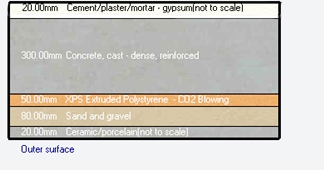 20.00mm Cement/plaster/mortar - gypsum(not to scale)
300.00mm Concrete, cast - dense, reinforced
50.00mm XPS Extruded Polystyrene - CO2 Blowing
80.00mm Sand and gravel
20.00mm Ceramic/porcelain(not to scale)
Outer surface